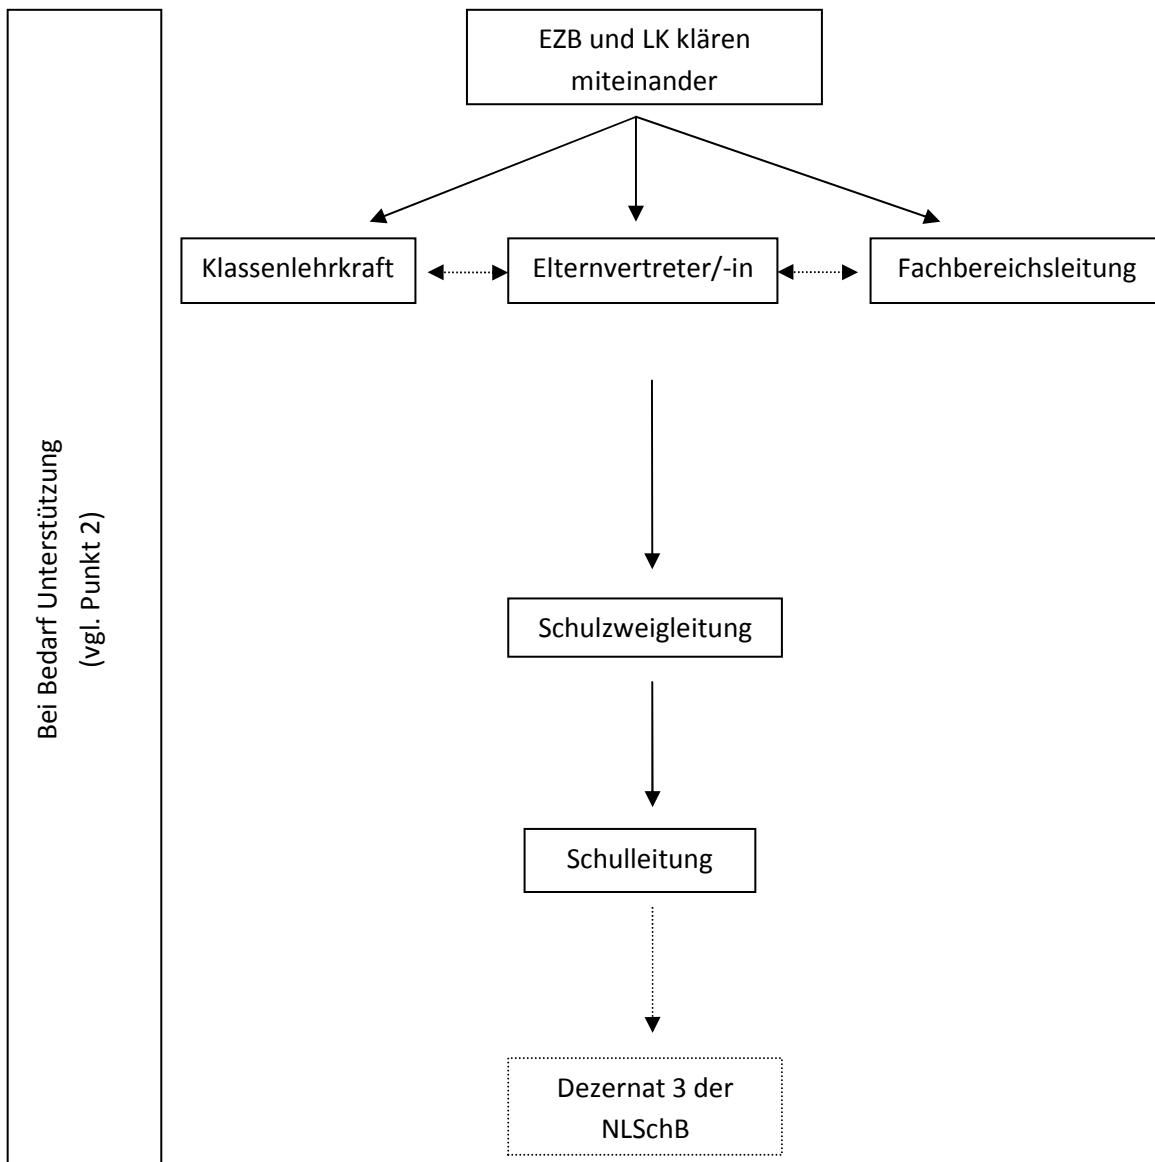 EZB und LK klären
miteinander
Klassenlehrkraft
Elternvertreter/-in
Fachbereichsleitung
Bei Bedarf Unterstützung
(vgl. Punkt 2)
Schulzweigleitung
Schulleitung
Dezernat 3 der
NLSchB